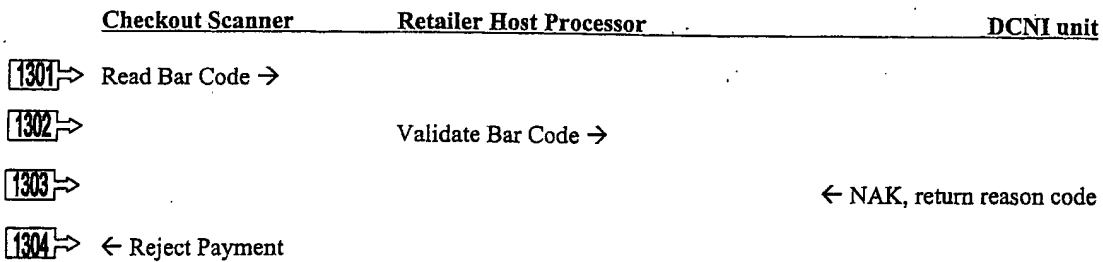 Checkout Scanner Retailer Host Processor DCNI unit
1301 Read Bar Code →
1302 Validate Bar Code →
1303 ← NAK, return reason code
1304 ← Reject Payment